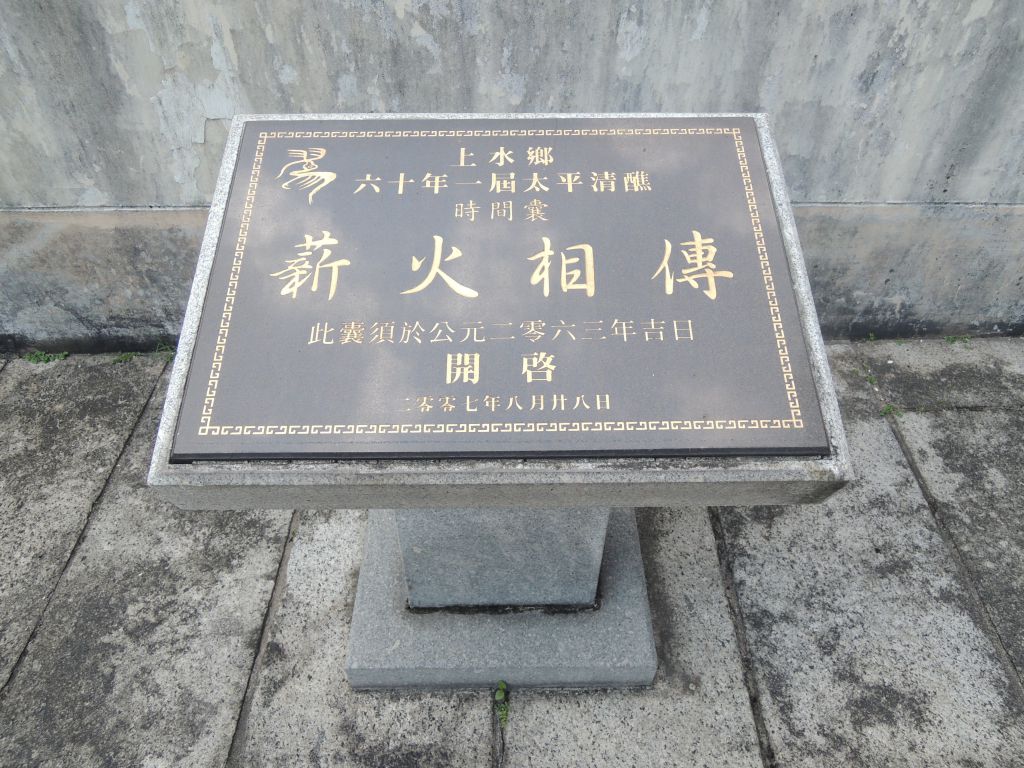 上水鄉
六十年一屆太平清醮
時間囊
薪火相傳
此囊須於公元二零六三年吉日
開啓
二零零七年八月廿八日